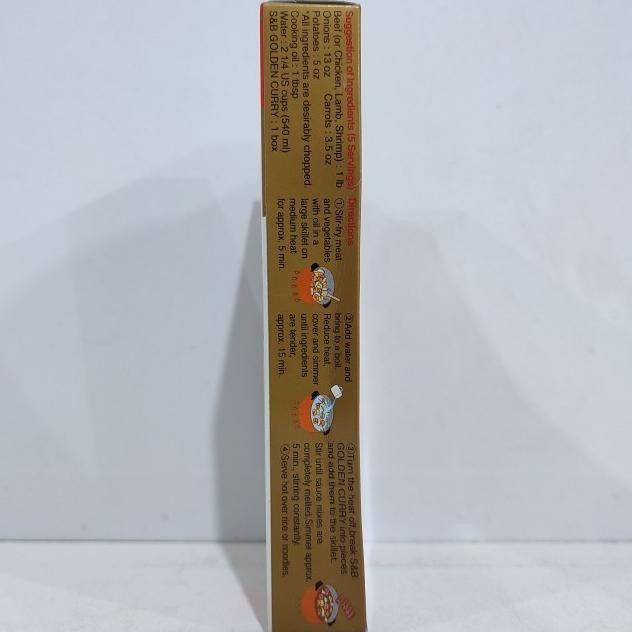 Suggestion of Ingredients (5 Servings)
Beef (or Chicken, Lamb, Shrimp) : 1 lb
Onions : 13 oz Carrots : 3.5 oz
Potatoes : 5 oz
*All ingredients are desirably chopped.
Cooking oil : 1 tbsp
Water : 2 1/4 US cups (540 ml)
S&B GOLDEN CURRY : 1 box
Directions
①Stir-fry meat
and vegetables
with oil in a
large skillet on
medium heat
for approx. 5 min.
②Add water and
bring to a boil.
Reduce heat,
cover and simmer
until ingredients
are tender,
approx. 15 min.
③Turn the heat off,break S&B
GOLDEN CURRY into pieces
and add them to the skillet.
Stir until sauce mixes are
completely melted.Simmer approx.
5 min., stirring constantly.
④Serve hot over rice or noodles.